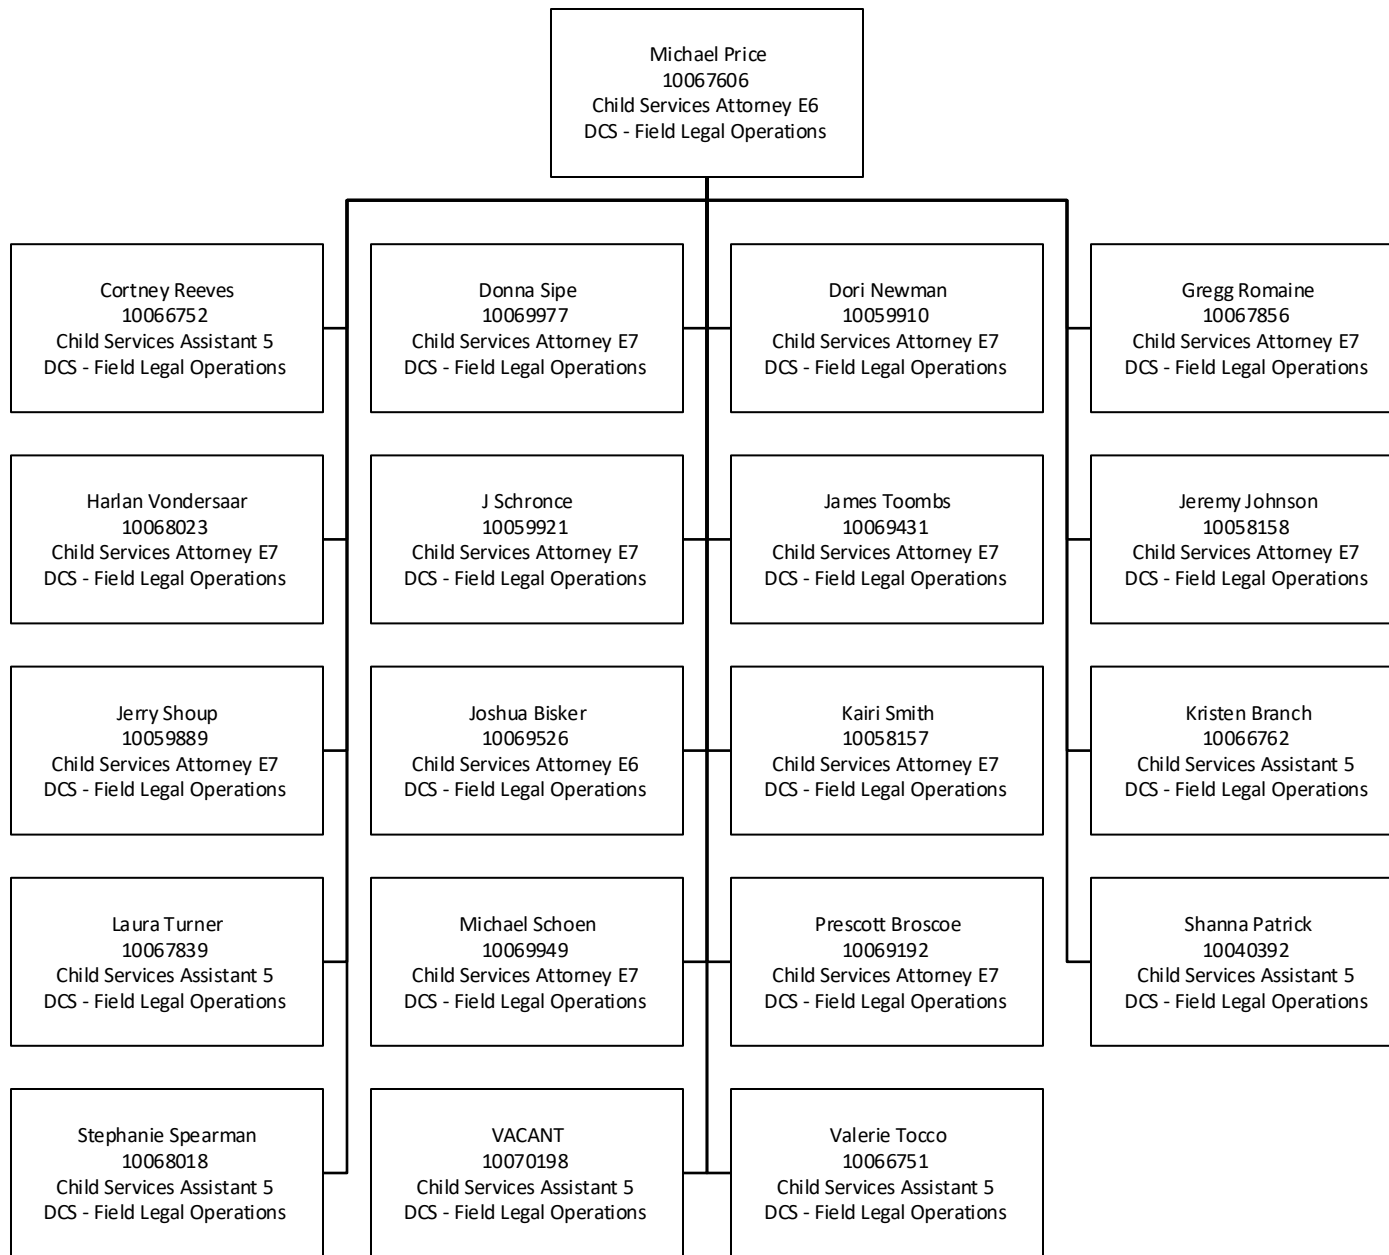 Michael Price
10067606
Child Services Attorney E6
DCS - Field Legal Operations
Cortney Reeves
10066752
Child Services Assistant 5
DCS - Field Legal Operations
Donna Sipe
10069977
Child Services Attorney E7
DCS - Field Legal Operations
Dori Newman
10059910
Child Services Attorney E7
DCS - Field Legal Operations
Gregg Romaine
10067856
Child Services Attorney E7
DCS - Field Legal Operations
Harlan Vondersaar
10068023
Child Services Attorney E7
DCS - Field Legal Operations
J Schronce
10059921
Child Services Attorney E7
DCS - Field Legal Operations
James Toombs
10069431
Child Services Attorney E7
DCS - Field Legal Operations
Jeremy Johnson
10058158
Child Services Attorney E7
DCS - Field Legal Operations
Jerry Shoup
10059889
Child Services Attorney E7
DCS - Field Legal Operations
Joshua Bisker
10069526
Child Services Attorney E6
DCS - Field Legal Operations
Kairi Smith
10058157
Child Services Attorney E7
DCS - Field Legal Operations
Kristen Branch
10066762
Child Services Assistant 5
DCS - Field Legal Operations
Laura Turner
10067839
Child Services Assistant 5
DCS - Field Legal Operations
Michael Schoen
10069949
Child Services Attorney E7
DCS - Field Legal Operations
Prescott Broscoe
10069192
Child Services Attorney E7
DCS - Field Legal Operations
Shanna Patrick
10040392
Child Services Assistant 5
DCS - Field Legal Operations
Stephanie Spearman
10068018
Child Services Assistant 5
DCS - Field Legal Operations
VACANT
10070198
Child Services Assistant 5
DCS - Field Legal Operations
Valerie Tocco
10066751
Child Services Assistant 5
DCS - Field Legal Operations